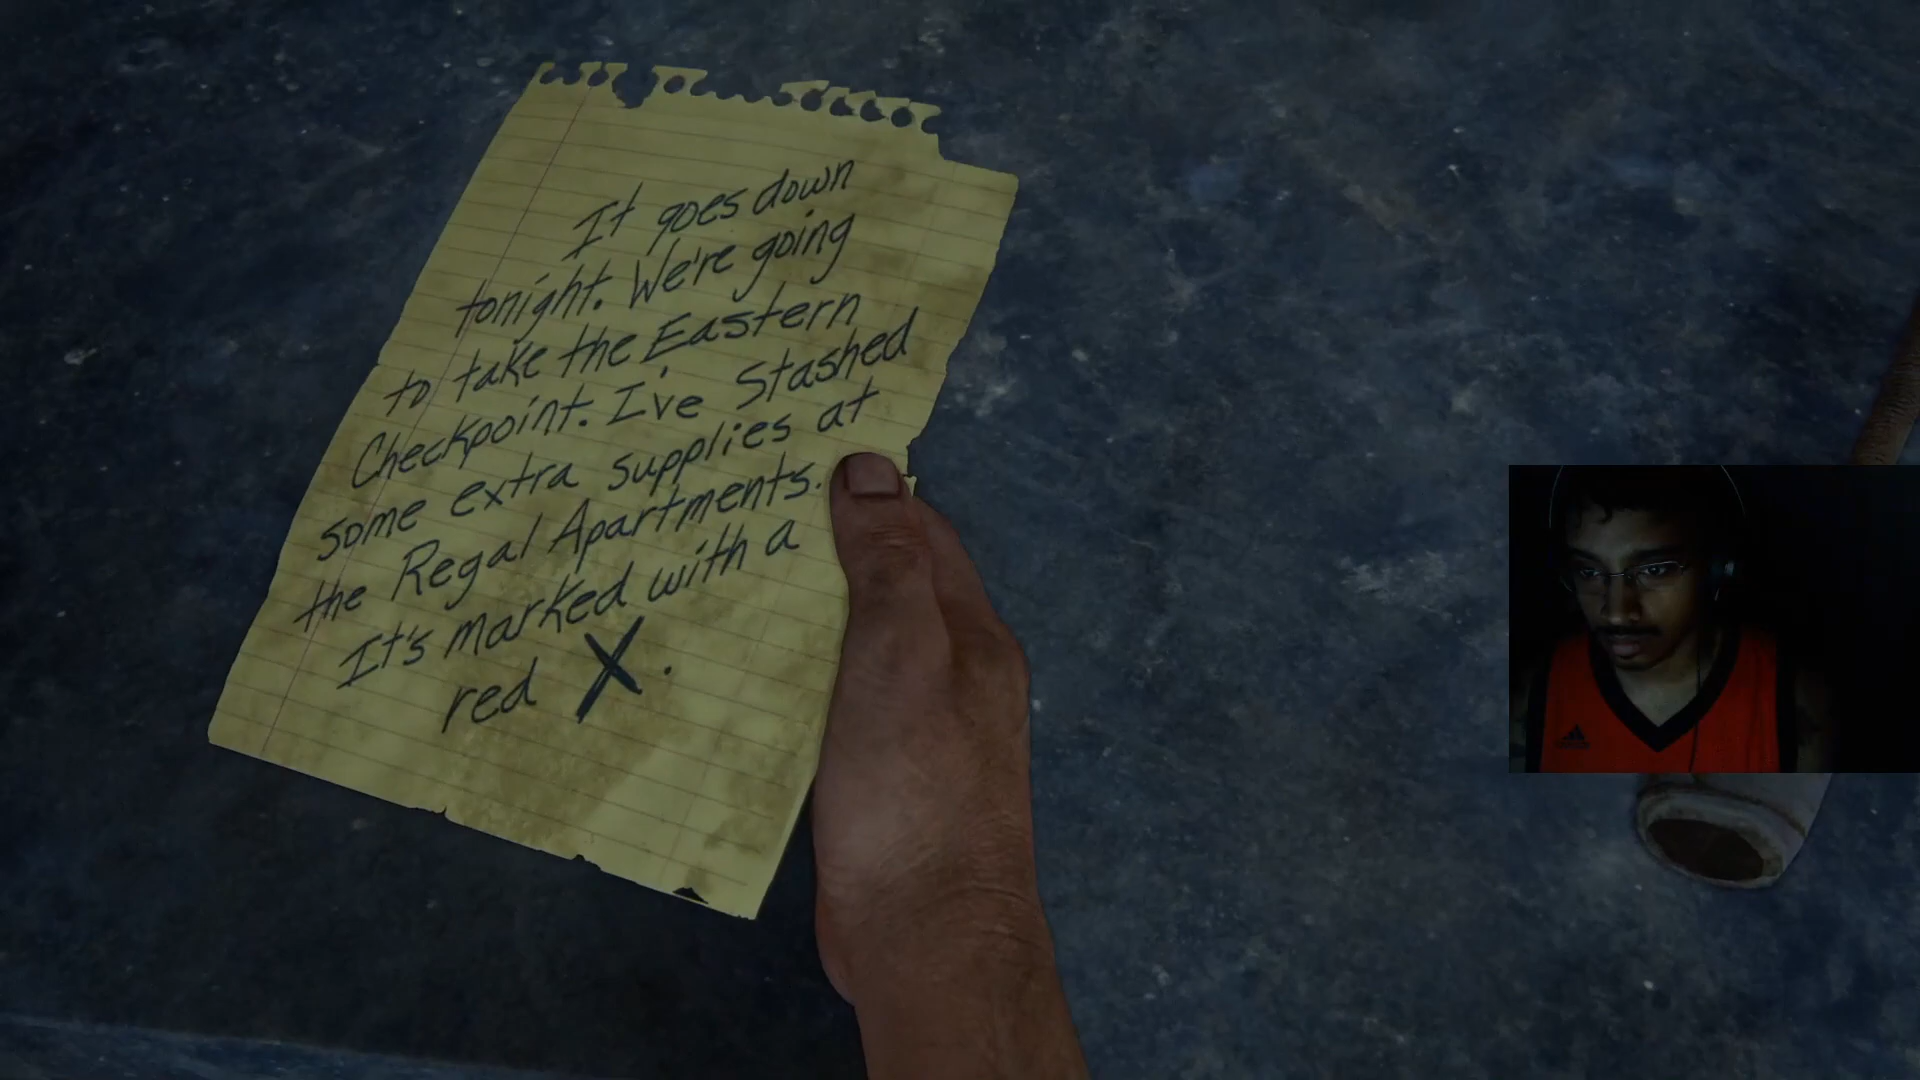 It goes down
tonight. We're going
to take the Eastern
Checkpoint. I've Stashed
some extra supplies at
the Regal Apartments.
It's marked with a
red X.